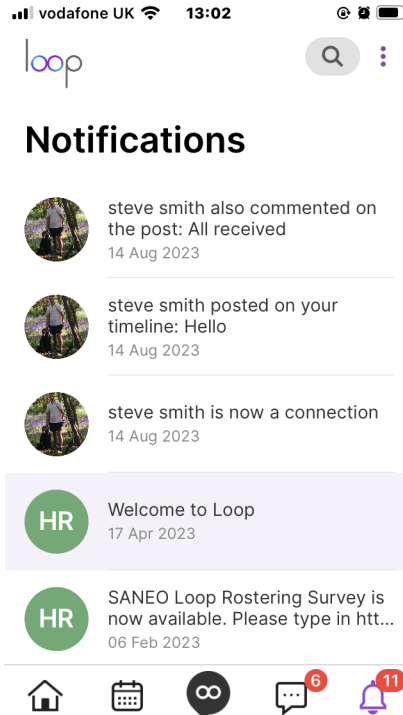 vodafone UK 13:02
loop
Notifications
steve smith also commented on
the post: All received
14 Aug 2023
steve smith posted on your
timeline: Hello
14 Aug 2023
steve smith is now a connection
14 Aug 2023
HR
Welcome to Loop
17 Apr 2023
HR
SANEO Loop Rostering Survey is
now available. Please type in htt...
06 Feb 2023
6
11